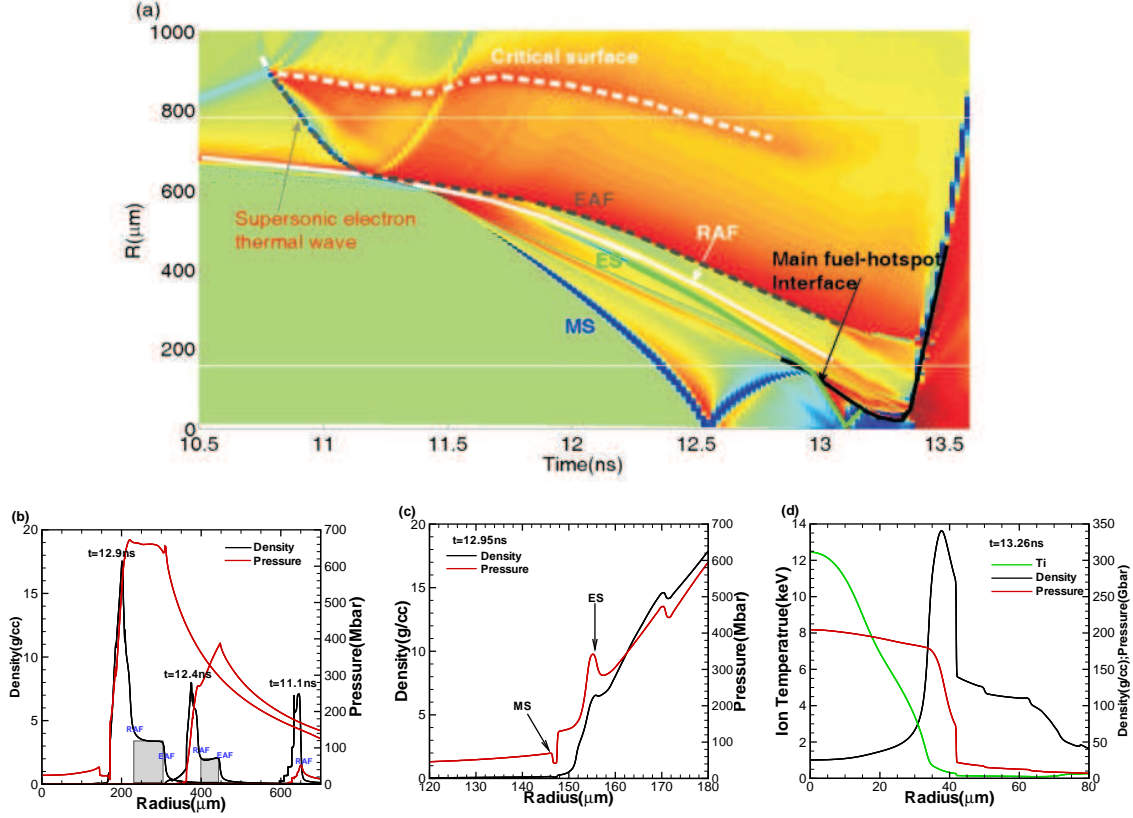 (a)
1000
800
600
400
200
0
R(μm)
Critical surface
Supersonic electron
thermal wave
EAF
RAF
ES
MS
Main fuel-hotspot
Interface
10.5 11 11.5 12 12.5 13 13.5
Time(ns)
(b)
20
15
10
5
0
Density(g/cc)
t=12.9ns
t=12.4ns
t=11.1ns
Density
Pressure
RAF
EAF
RAF
EAF
RAF
700
600
500
400
300
200
100
0
Pressure(Mbar)
0 200 400 600
Radius(μm)
(c)
20
15
10
5
0
Density(g/cc)
t=12.95ns
Density
Pressure
ES
MS
700
600
500
400
300
200
100
0
Pressure(Mbar)
120 130 140 150 160 170 180
Radius(μm)
(d)
14
12
10
8
6
4
2
0
Ion Temperatrue(keV)
t=13.26ns
Ti
Density
Pressure
350
300
250
200
150
100
50
00
Density(g/cc);Pressure(Gbar)
0 20 40 60 80
Radius(μm)